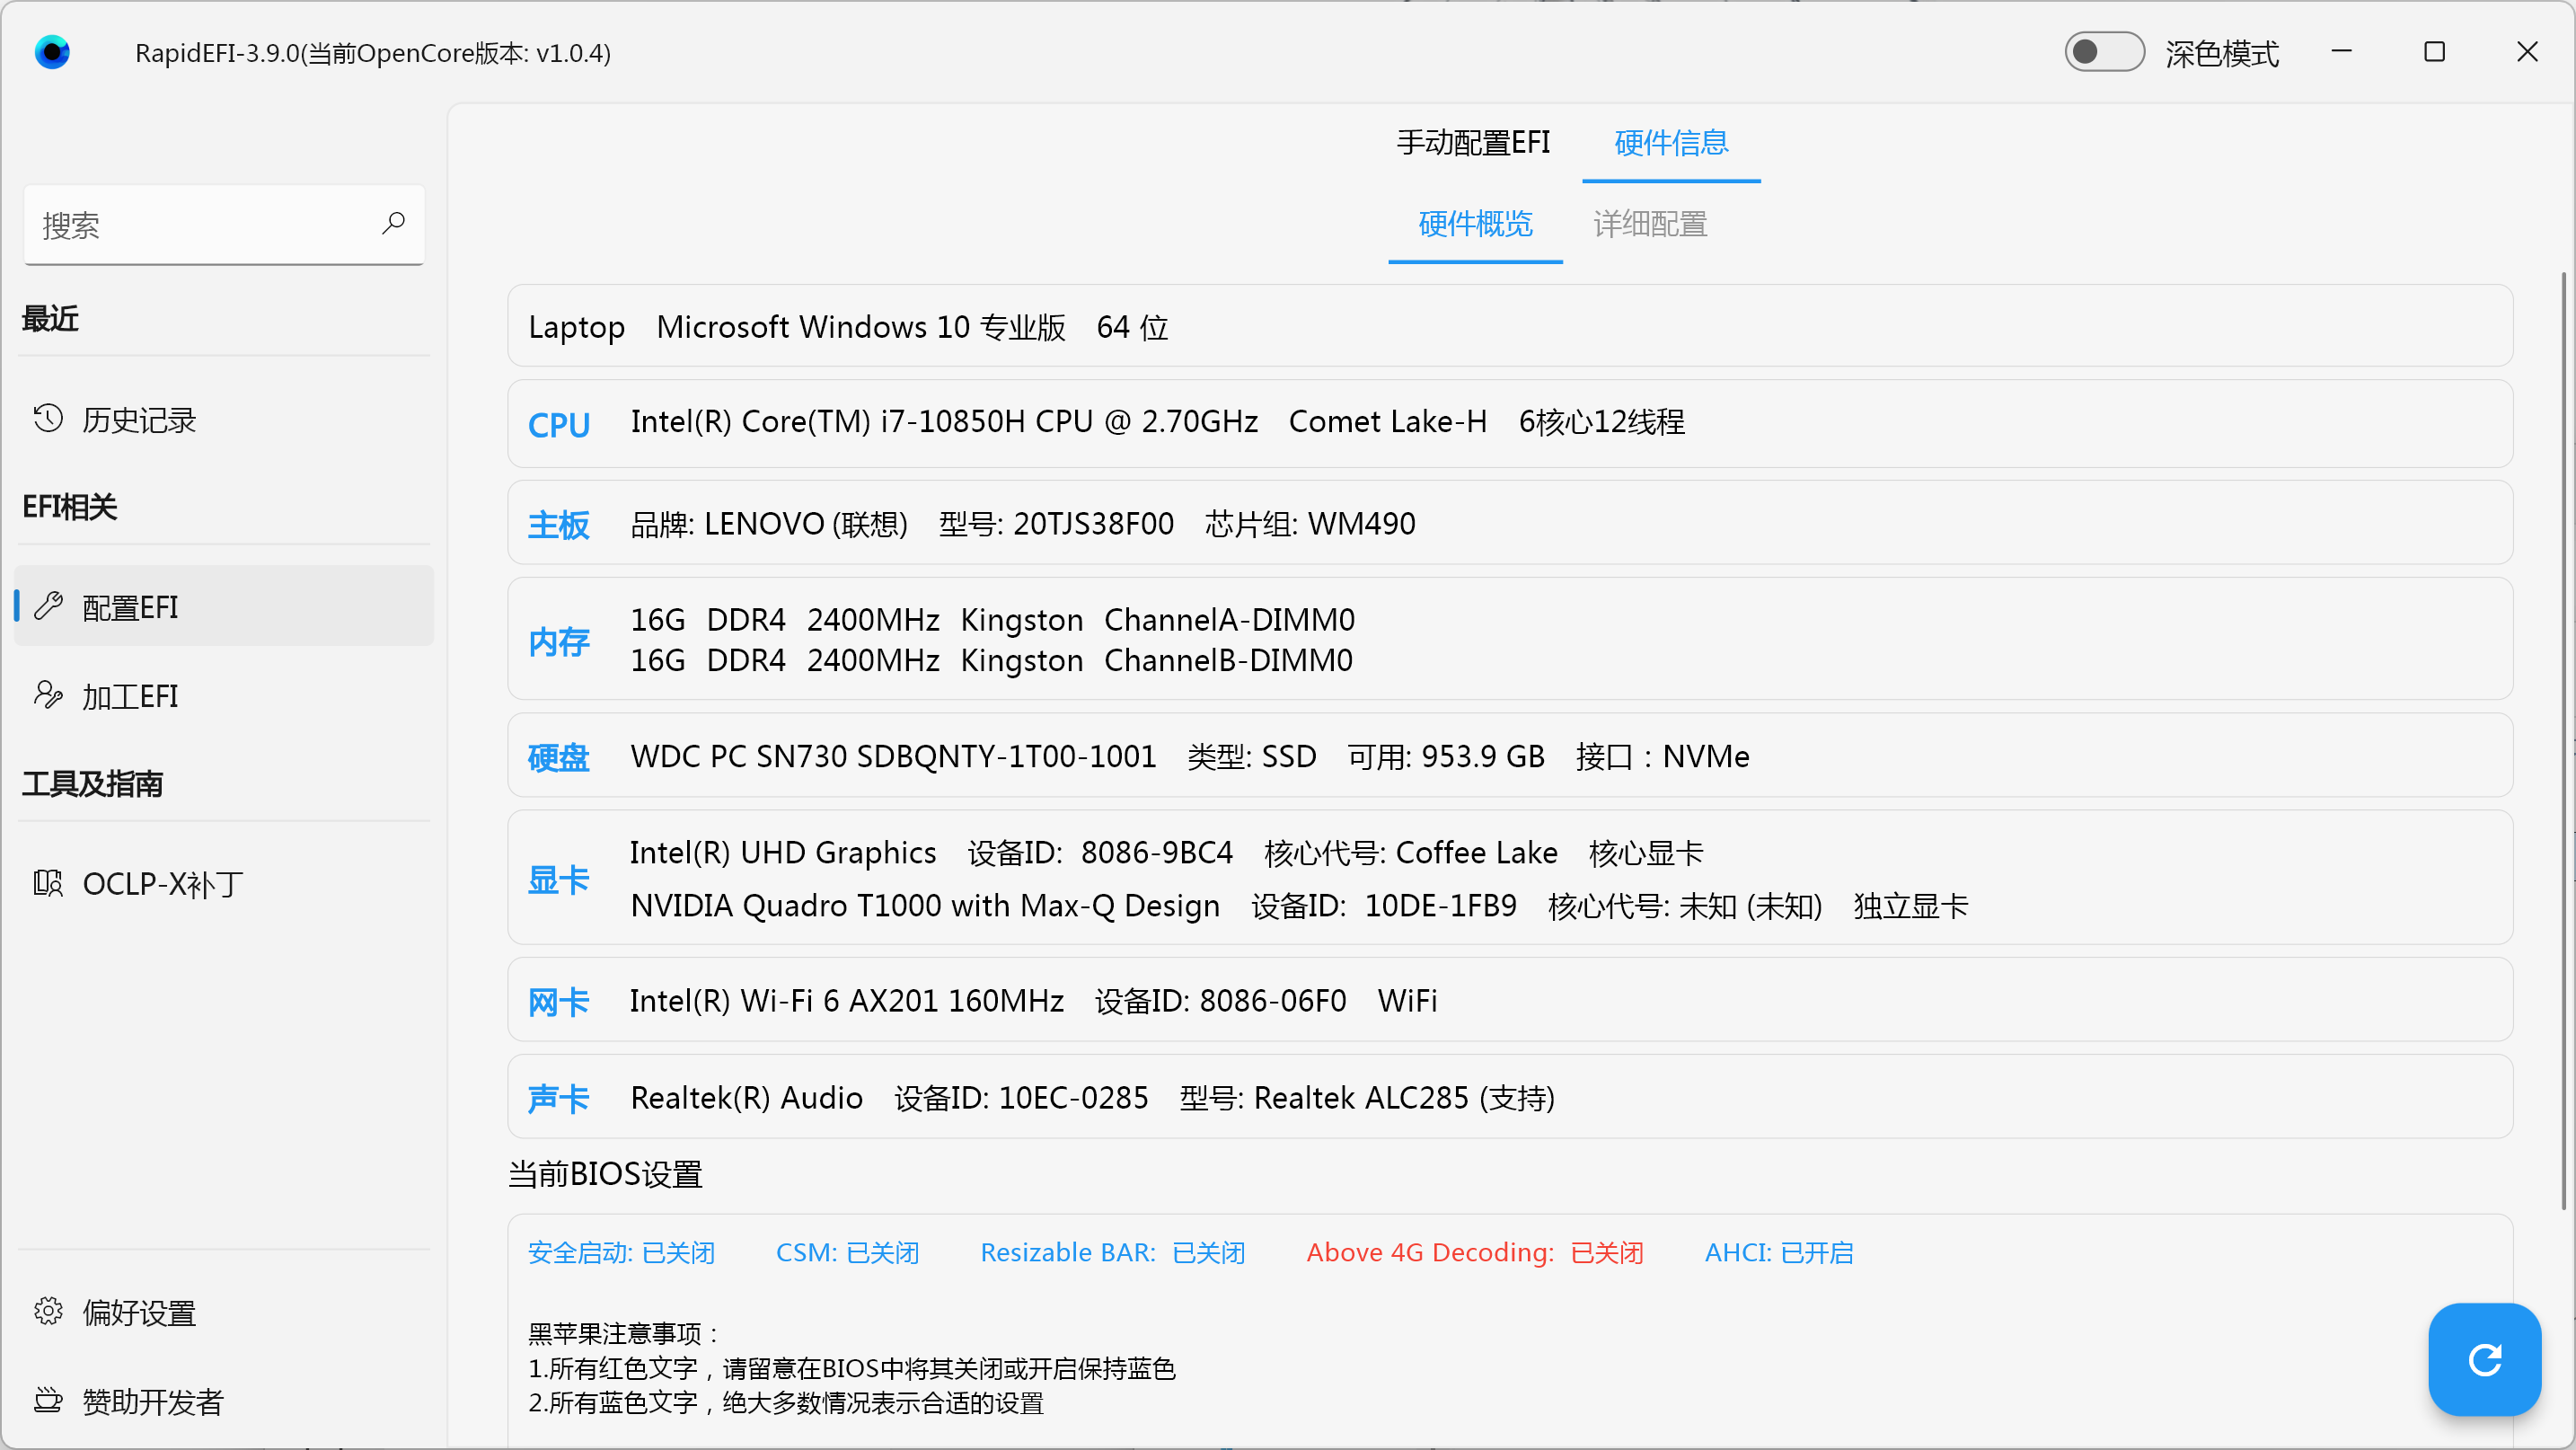 RapidEFI-3.9.0(当前OpenCore版本: v1.0.4)
深色模式
手动配置EFI 硬件信息
搜索
硬件概览 详细配置
最近
历史记录
EFI相关
配置EFI
加工EFI
工具及指南
OCLP-X补丁
偏好设置
赞助开发者
Laptop Microsoft Windows 10 专业版 64 位
CPU Intel(R) Core(TM) i7-10850H CPU @ 2.70GHz Comet Lake-H 6核心12线程
主板 品牌: LENOVO (联想) 型号: 20TJS38F00 芯片组: WM490
内存
16G DDR4 2400MHz Kingston ChannelA-DIMM0
16G DDR4 2400MHz Kingston ChannelB-DIMM0
硬盘 WDC PC SN730 SDBQNTY-1T00-1001 类型: SSD 可用: 953.9 GB 接口：NVMe
显卡
Intel(R) UHD Graphics 设备ID: 8086-9BC4 核心代号: Coffee Lake 核心显卡
NVIDIA Quadro T1000 with Max-Q Design 设备ID: 10DE-1FB9 核心代号: 未知 (未知) 独立显卡
网卡 Intel(R) Wi-Fi 6 AX201 160MHz 设备ID: 8086-06F0 WiFi
声卡 Realtek(R) Audio 设备ID: 10EC-0285 型号: Realtek ALC285 (支持)
当前BIOS设置
安全启动: 已关闭 CSM: 已关闭 Resizable BAR: 已关闭 Above 4G Decoding: 已关闭 AHCI: 已开启
黑苹果注意事项：
1.所有红色文字，请留意在BIOS中将其关闭或开启保持蓝色
2.所有蓝色文字，绝大多数情况表示合适的设置